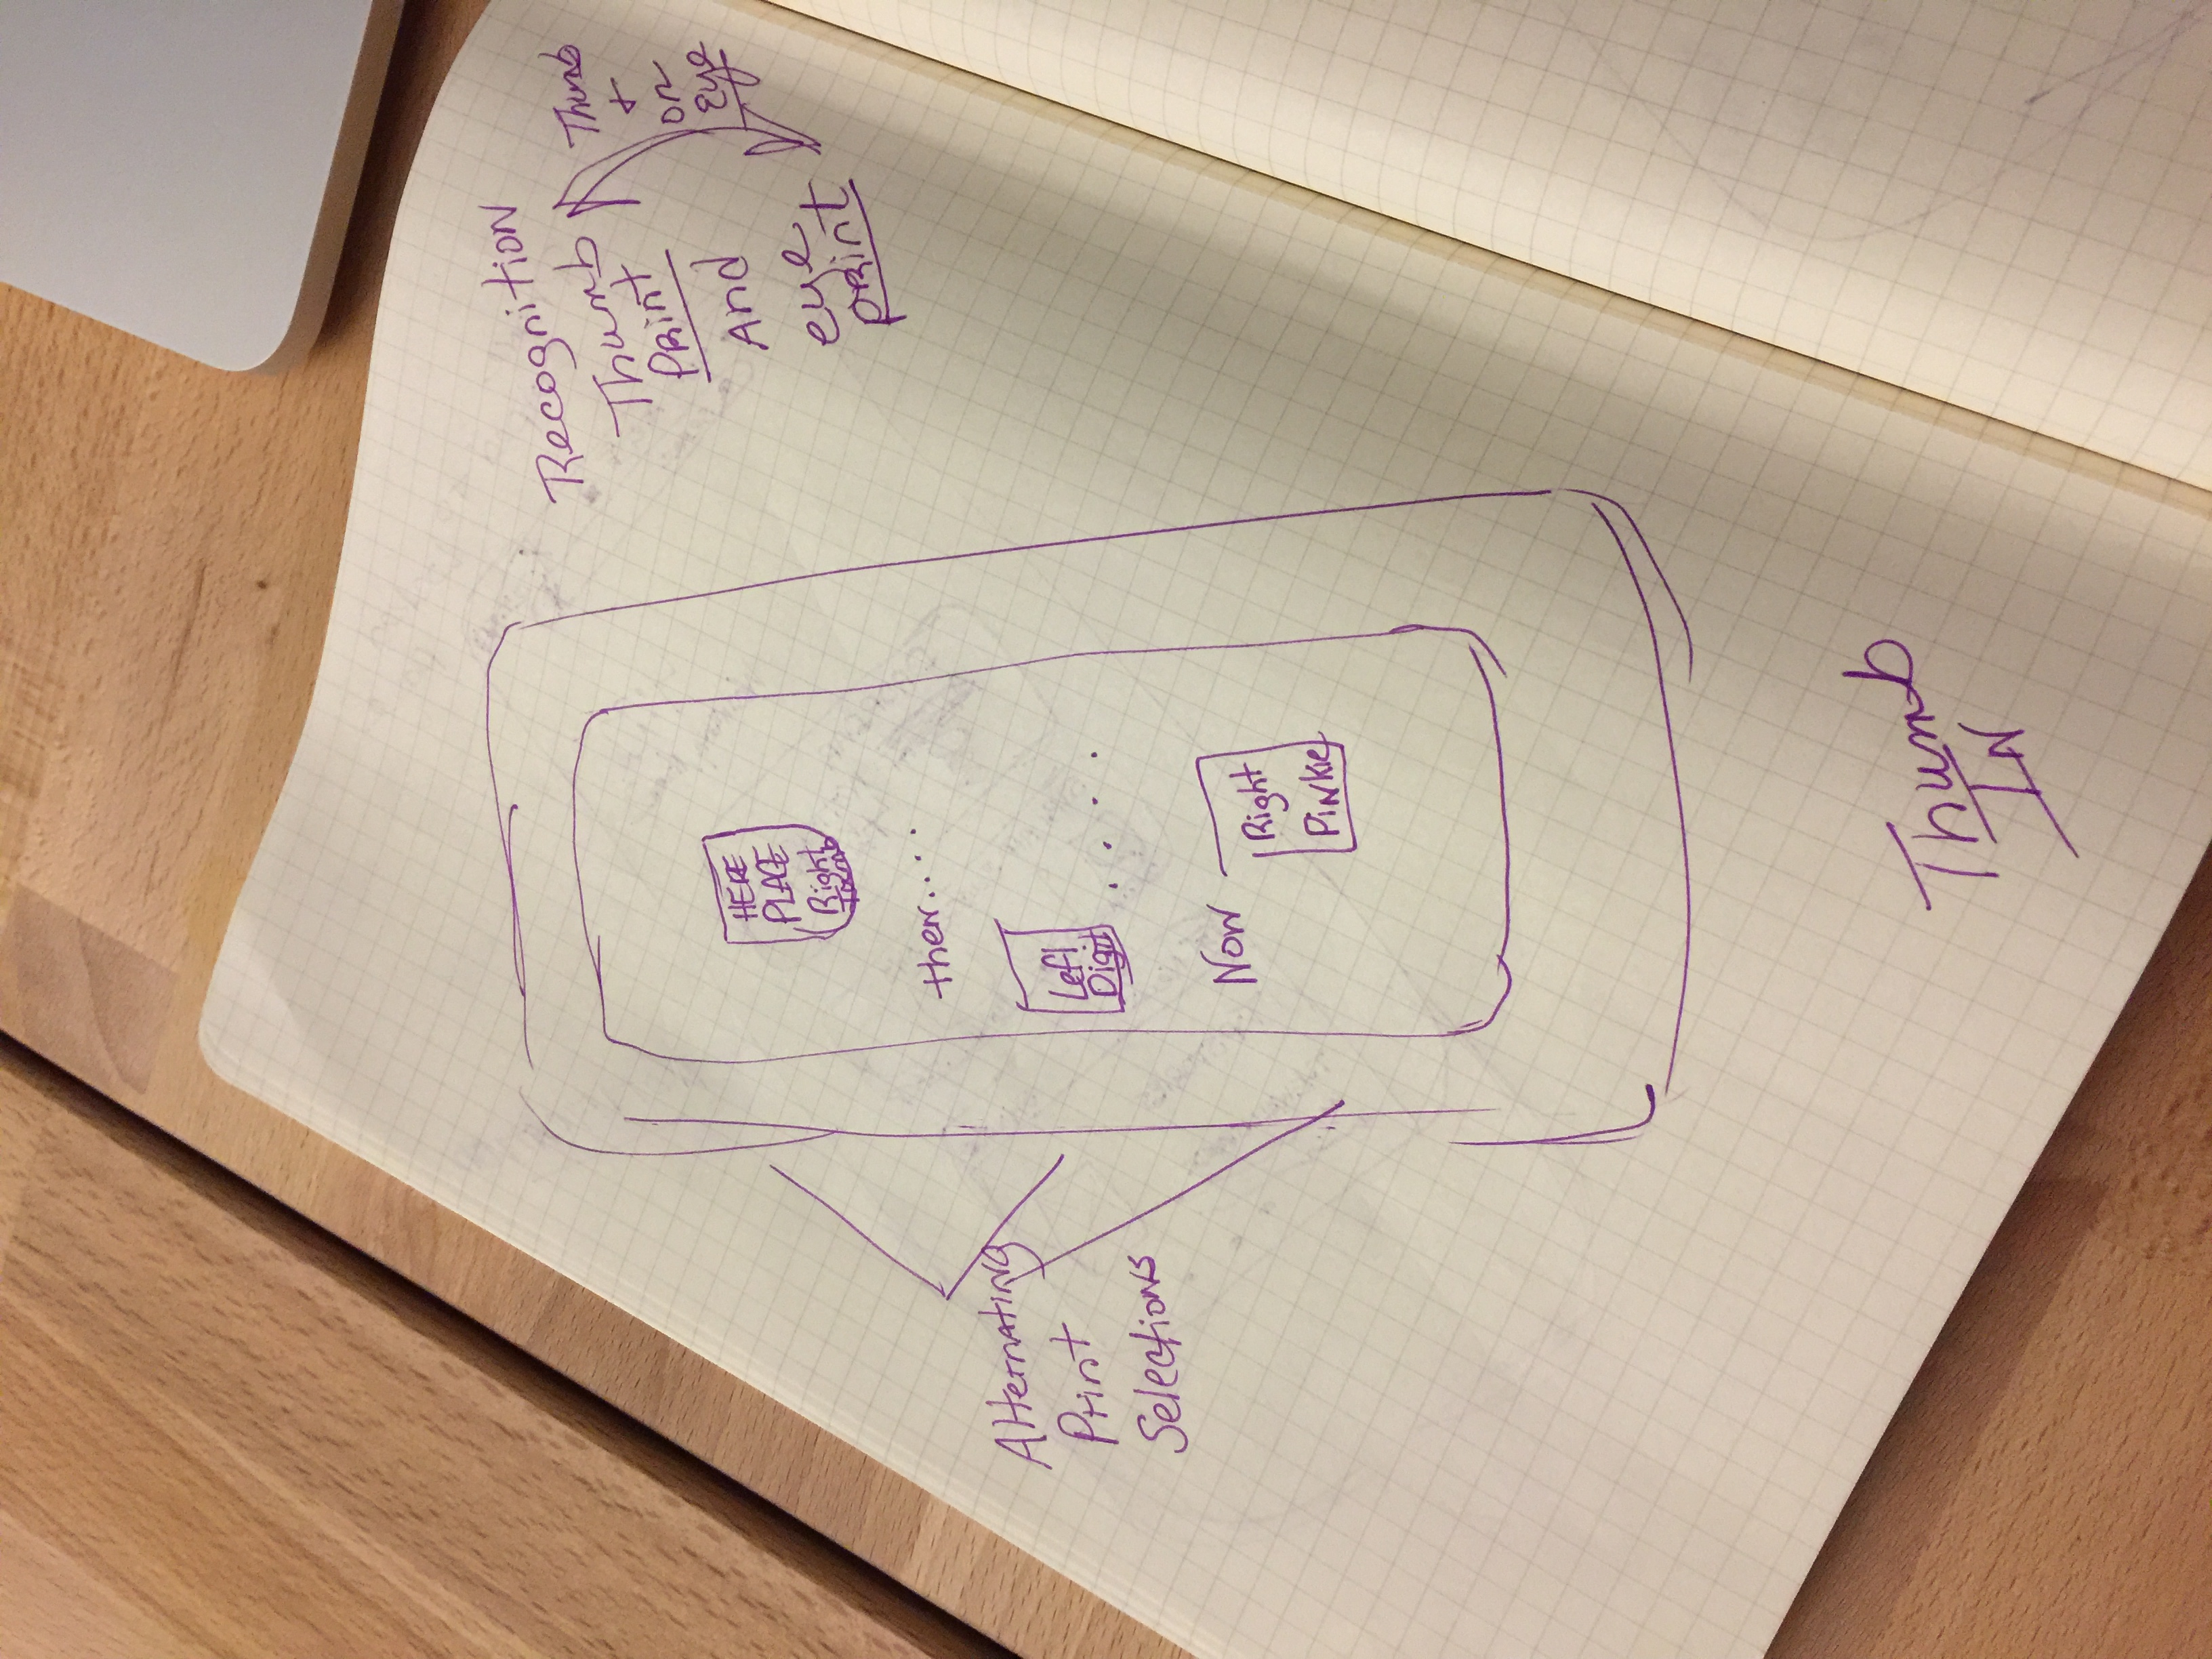 Recognition
Thumb
Print
And
eye
print
Thumb
+
or
Eye
HERE
PLACE
Right
Thumb
then....
Left
Digit ....
Now
Right
Pinkie
Alternating
Print
Selections
Thumb
In